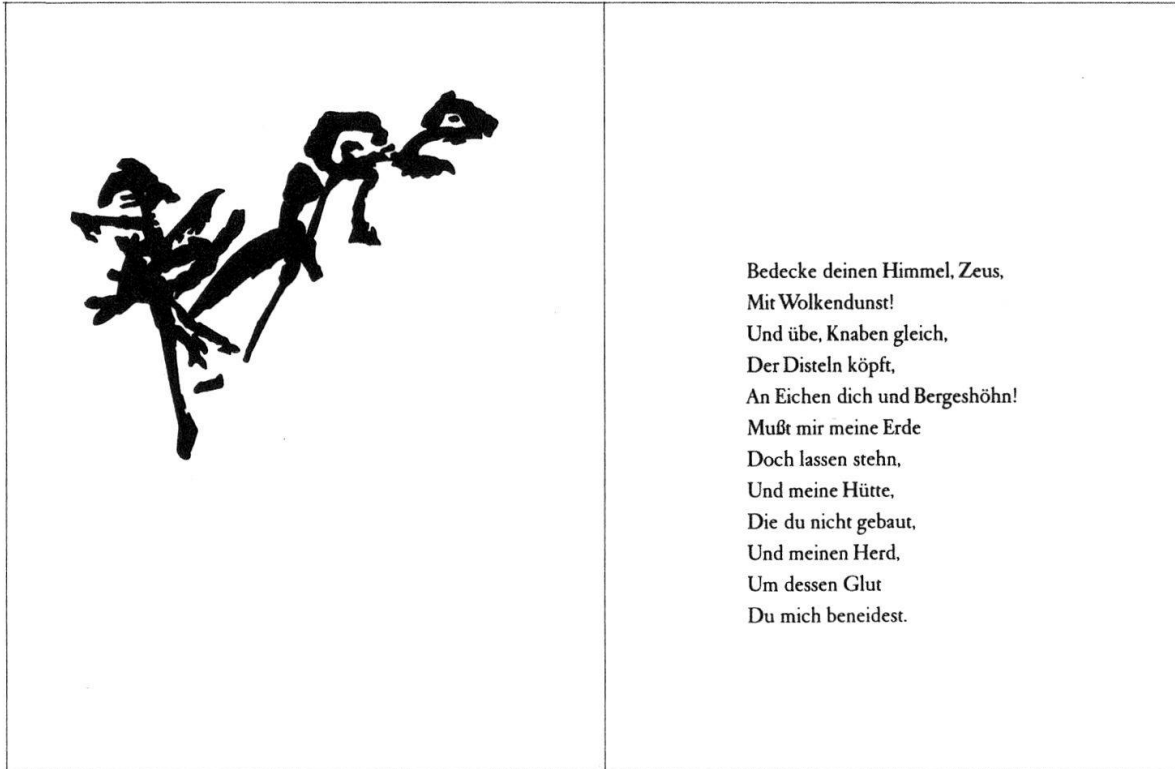 Bedecke deinen Himmel, Zeus,
Mit Wolkendunst!
Und übe, Knaben gleich,
Der Disteln köpft,
An Eichen dich und Bergeshöhn!
Mußt mir meine Erde
Doch lassen stehn,
Und meine Hütte,
Die du nicht gebaut,
Und meinen Herd,
Um dessen Glut
Du mich beneidest.